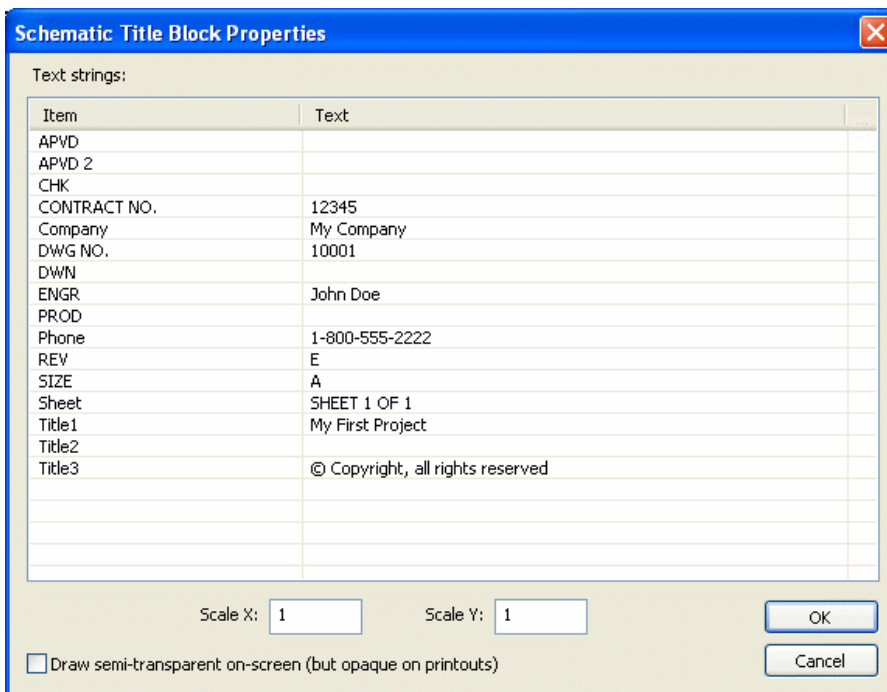 Schematic Title Block Properties
Text strings:
Item Text
APVD
APVD 2
CHK
CONTRACT NO. 12345
Company My Company
DWG NO. 10001
DWN
ENGR John Doe
PROD
Phone 1-800-555-2222
REV E
SIZE A
Sheet SHEET 1 OF 1
Title1 My First Project
Title2
Title3 © Copyright, all rights reserved
Scale X: 1 Scale Y: 1 OK
Draw semi-transparent on-screen (but opaque on printouts) Cancel